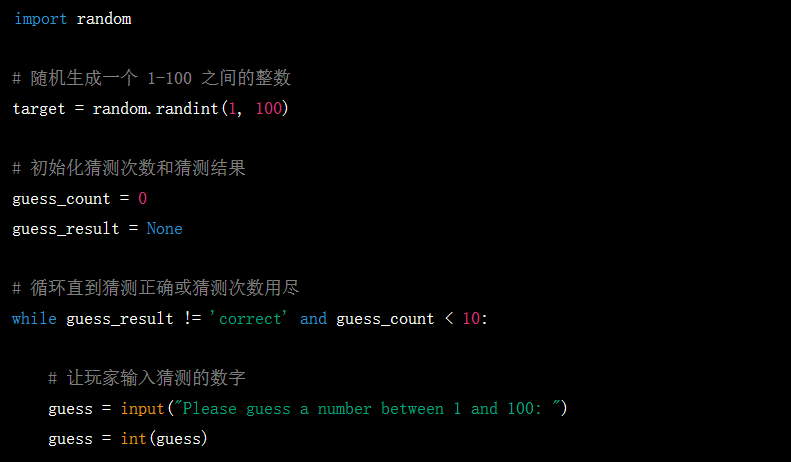 import random
# 随机生成一个 1-100 之间的整数
target = random.randint(1, 100)
# 初始化猜测次数和猜测结果
guess_count = 0
guess_result = None
# 循环直到猜测正确或猜测次数用尽
while guess_result != 'correct' and guess_count < 10:
# 让玩家输入猜测的数字
guess = input("Please guess a number between 1 and 100: ")
guess = int(guess)